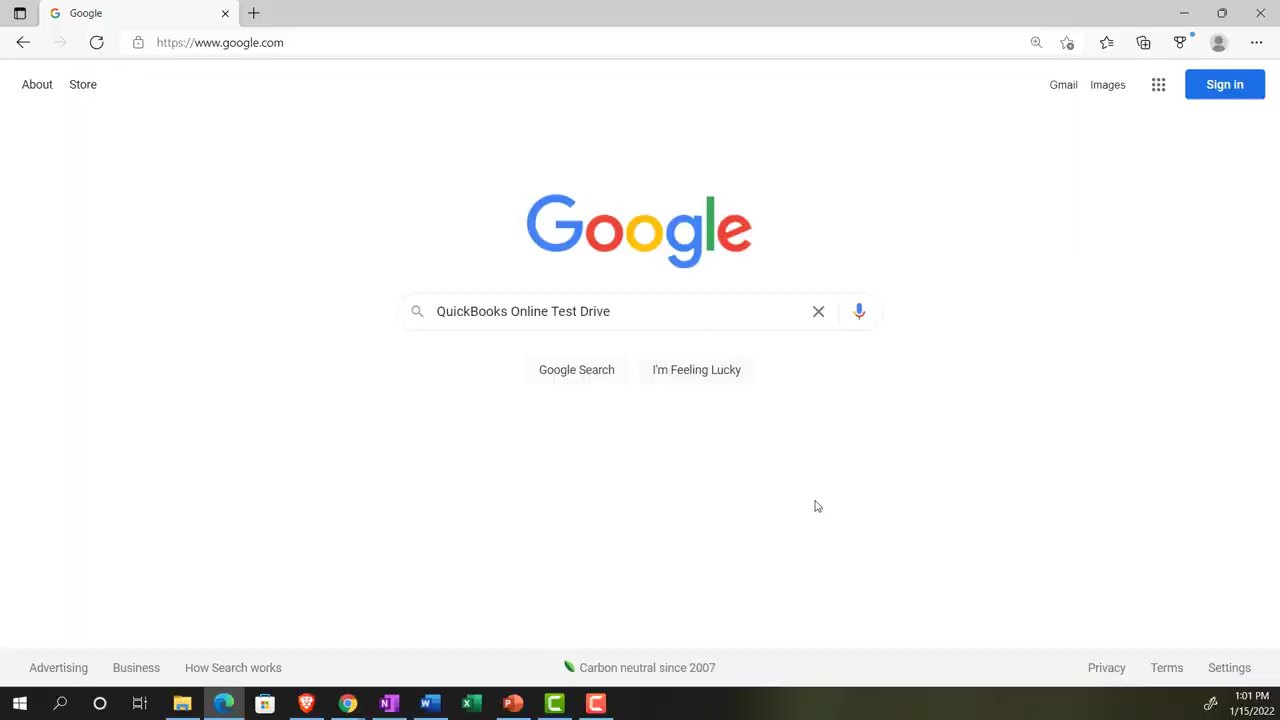 Google
https://www.google.com
About Store
Gmail Images Sign in
Google
QuickBooks Online Test Drive
Google Search I'm Feeling Lucky
Advertising Business How Search works Carbon neutral since 2007 Privacy Terms Settings
1:01 PM
1/15/2022